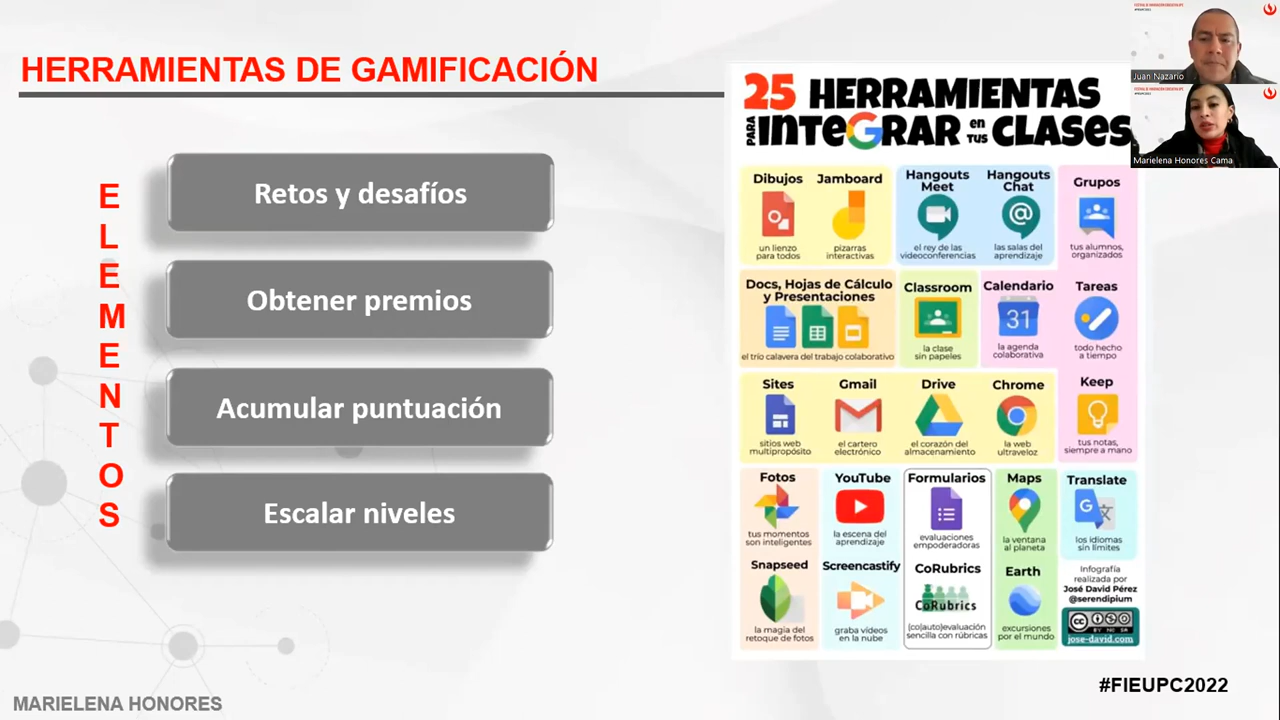 HERRAMIENTAS DE GAMIFICACIÓN
ELEMENTOS
Retos y desafíos
Obtener premios
Acumular puntuación
Escalar niveles
MARIELENA HONORES
25 HERRAMIENTAS
PARA INTEGRAR en tus CLASES
Dibujos
un lienzo
para todos
Jamboard
pizarras
interactivas
Hangouts
Meet
el rey de las
videoconferencias
Hangouts
Chat
las salas del
aprendizaje
Grupos
tus alumnos,
organizados
Docs, Hojas de Cálculo
y Presentaciones
el trío calavera del trabajo colaborativo
Classroom
la clase
sin papeles
Calendario
31
la agenda
colaborativa
Tareas
todo hecho
a tiempo
Sites
sitios web
multipropósito
Gmail
el cartero
electrónico
Drive
el corazón del
almacenamiento
Chrome
la web
ultraveloz
Keep
tus notas,
siempre a mano
Fotos
tus momentos
son inteligentes
YouTube
la escena del
aprendizaje
Formularios
evaluaciones
empoderadoras
Maps
la ventana
al planeta
Translate
G
los idiomas
sin límites
Snapseed
la magia del
retoque de fotos
Screencastify
graba vídeos
en la nube
CoRubrics
CoRubrics
(co)auto)evaluación
sencilla con rúbricas
Earth
excursiones
por el mundo
Infografía
realizada por
José David Pérez
@serendipium
CC
BY NC SA
jose-david.com
#FIEUPC2022
Juan Nazario
Marielena Honores Cama